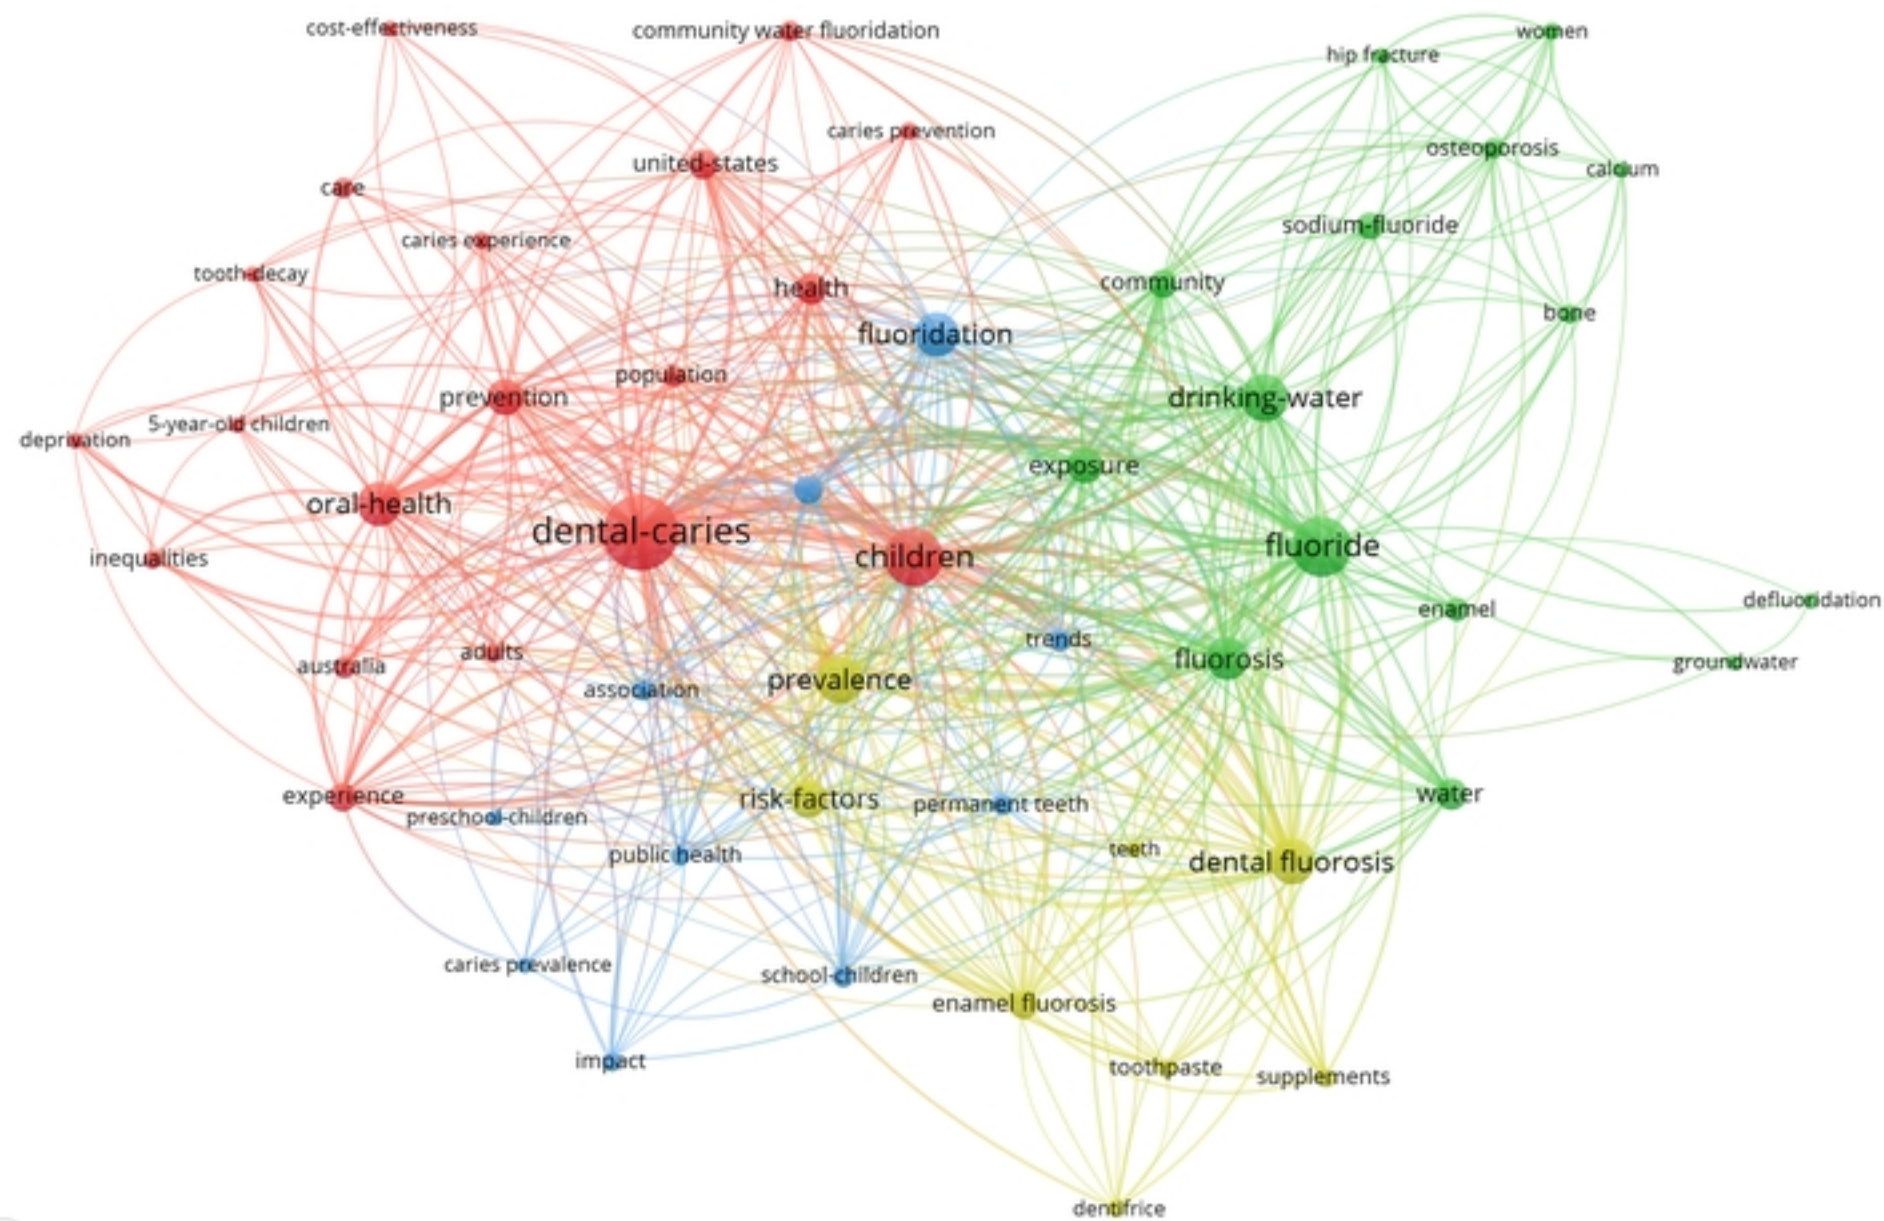 cost-effectiveness
community water fluoridation
women
hip fracture
caries prevention
osteoporosis
united-states
calcium
care
sodium-fluoride
caries experience
tooth-decay
community
health
bone
fluoridation
population
prevention
drinking-water
5-year-old children
deprivation
exposure
oral-health
dental-caries
fluoride
children
inequalities
defluoridation
enamel
trends
adults
fluorosis
groundwater
australia
prevalence
association
water
experience
risk-factors
permanent teeth
preschool-children
teeth
public health
dental fluorosis
caries prevalence
school-children
enamel fluorosis
impact
toothpaste
supplements
dentifrice